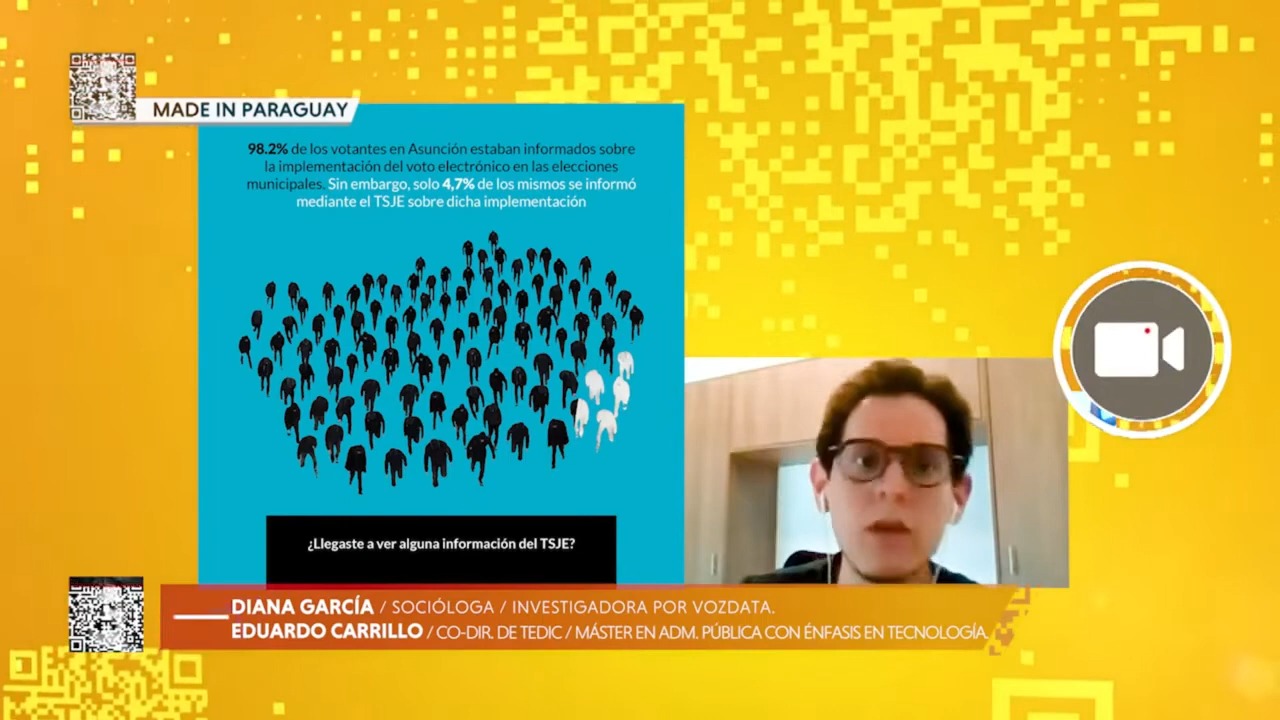 MADE IN PARAGUAY
98.2% de los votantes en Asunción estaban informados sobre
la implementación del voto electrónico en las elecciones
municipales. Sin embargo, solo 4,7% de los mismos se informó
mediante el TSJE sobre dicha implementación
¿Llegaste a ver alguna información del TSJE?
DIANA GARCÍA / SOCIÓLOGA / INVESTIGADORA POR VOZDATA.
EDUARDO CARRILLO / CO-DIR. DE TEDIC / MÁSTER EN ADM. PÚBLICA CON ÉNFASIS EN TECNOLOGÍA